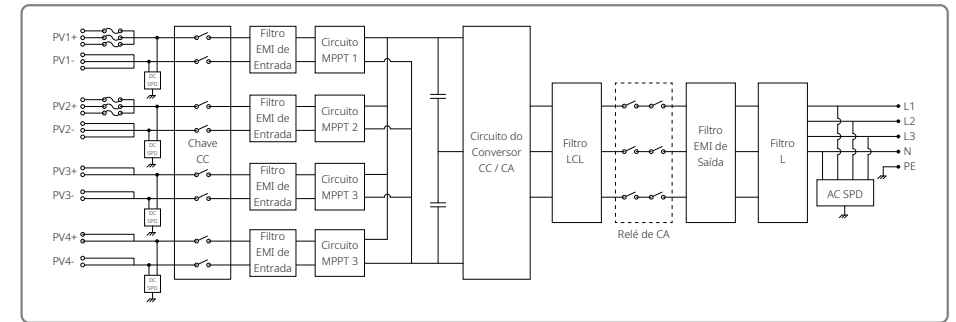 PV1+
PV1-
DC
SPD
Filtro
EMI de
Entrada
Circuito
MPPT 1
PV2+
PV2-
DC
SPD
Chave
CC
Filtro
EMI de
Entrada
Circuito
MPPT 2
PV3+
PV3-
DC
SPD
Filtro
EMI de
Entrada
Circuito
MPPT 3
PV4+
PV4-
DC
SPD
Filtro
EMI de
Entrada
Circuito
MPPT 3
Circuito do
Conversor
CC / CA
Filtro
LCL
Relé de CA
Filtro
EMI de
Saída
Filtro
L
L1
L2
L3
N
PE
AC SPD